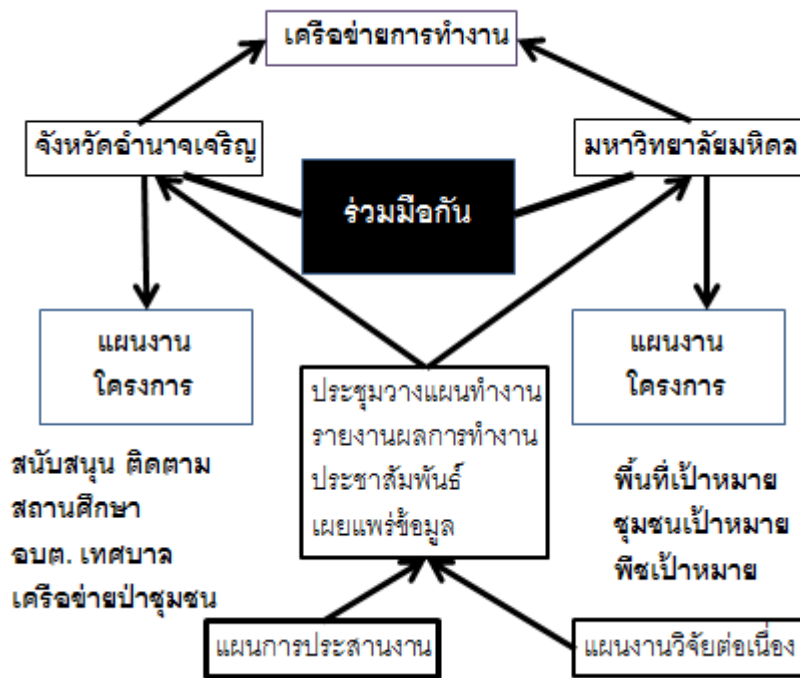 เครือข่ายการทำงาน
จังหวัดอำนาจเจริญ
มหาวิทยาลัยมหิดล
ร่วมมือกัน
แผนงาน
โครงการ
แผนงาน
โครงการ
ประชุมวางแผนทำงาน
รายงานผลการทำงาน
ประชาสัมพันธ์
เผยแพร่ข้อมูล
สนับสนุน ติดตาม
สถานศึกษา
อบต. เทศบาล
เครือข่ายป่าชุมชน
พื้นที่เป้าหมาย
ชุมชนเป้าหมาย
พืชเป้าหมาย
แผนการประสานงาน
แผนงานวิจัยต่อเนื่อง